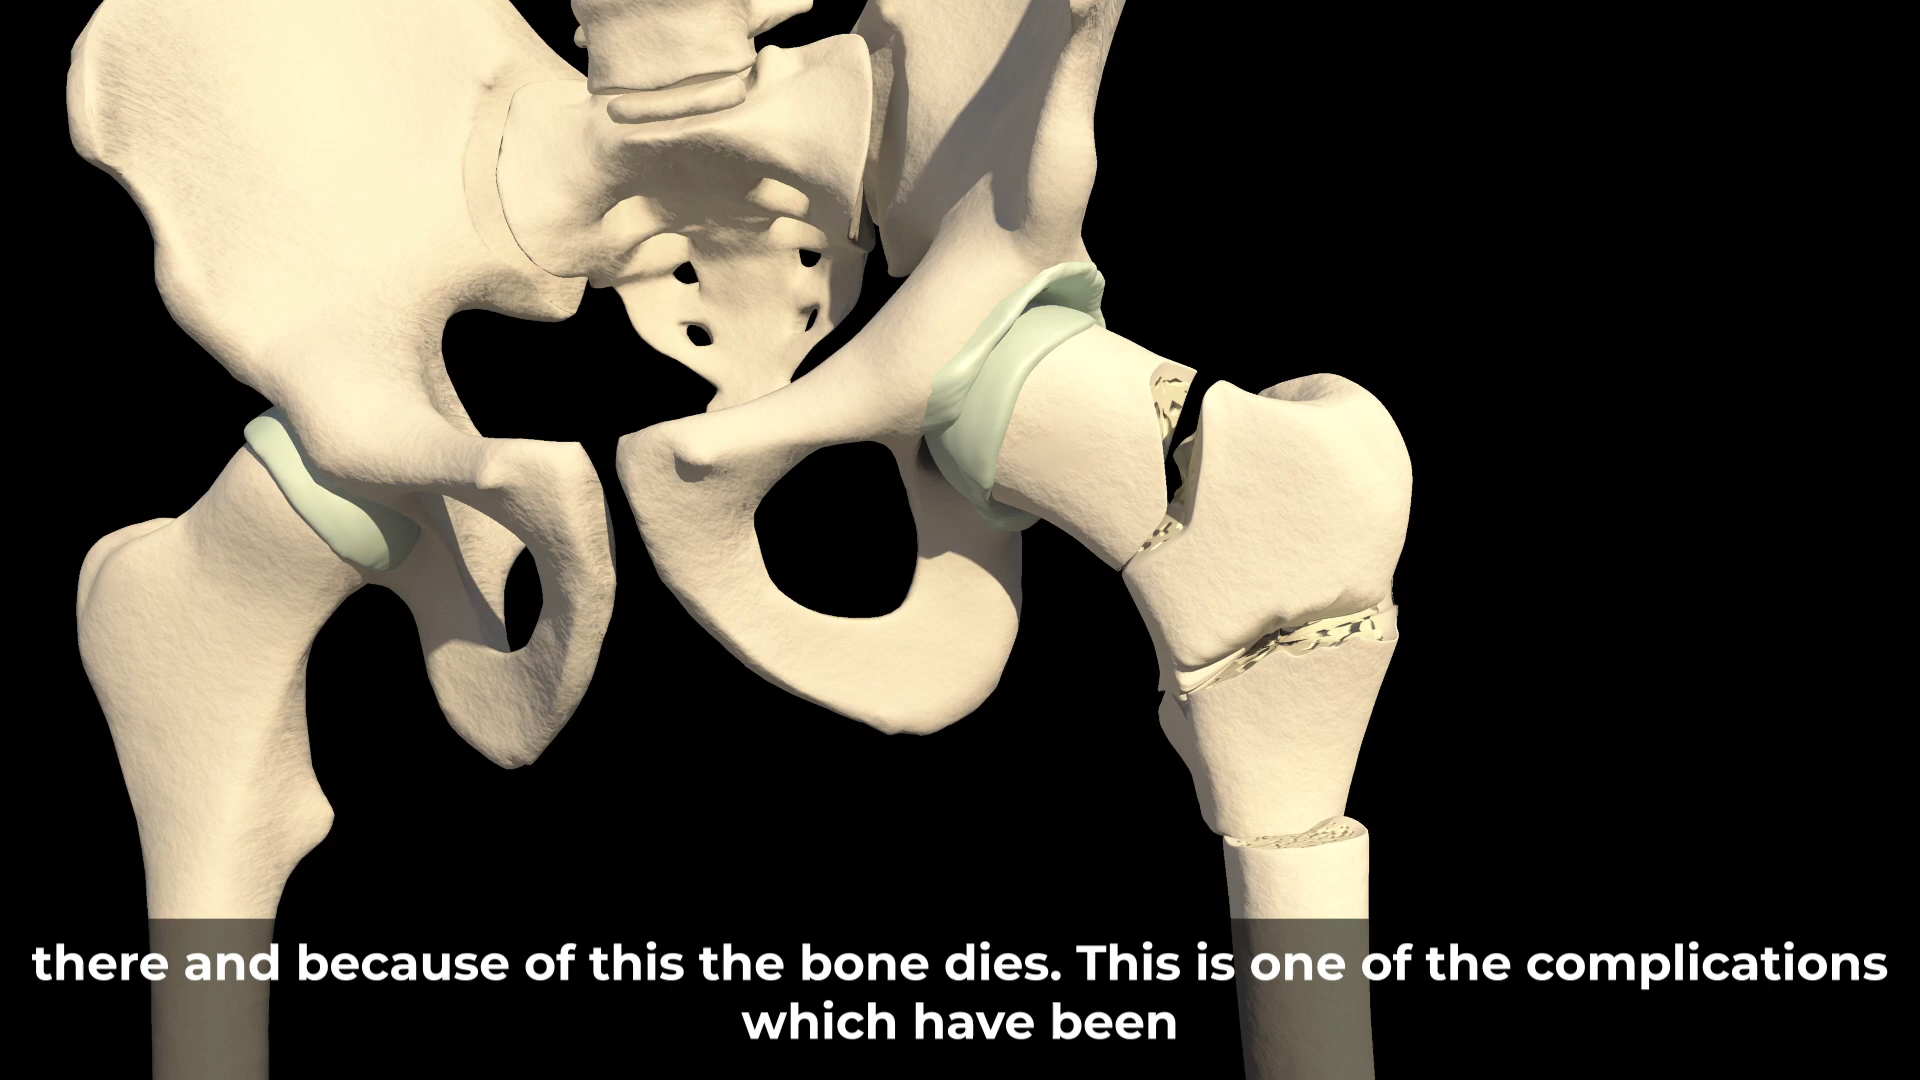 there and because of this the bone dies. This is one of the complications
which have been